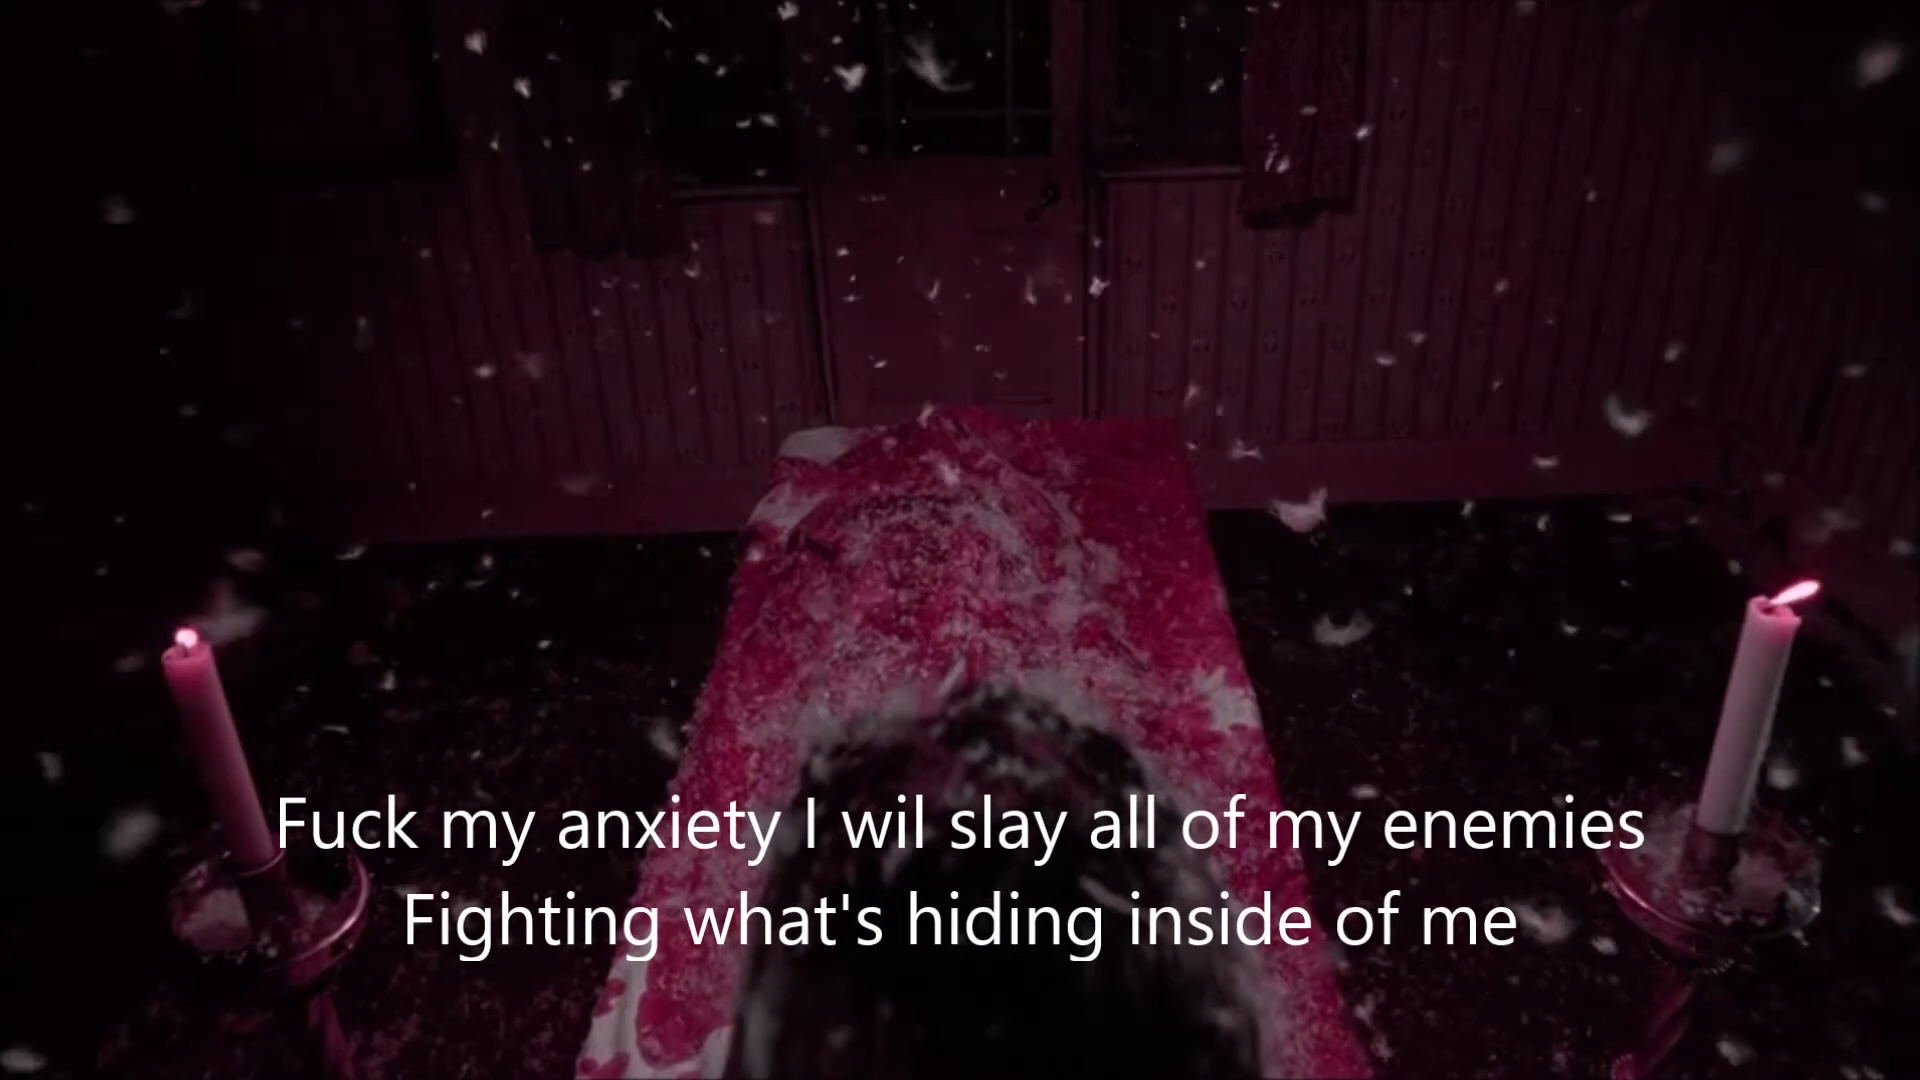 Fuck my anxiety I wil slay all of my enemies
Fighting what's hiding inside of me